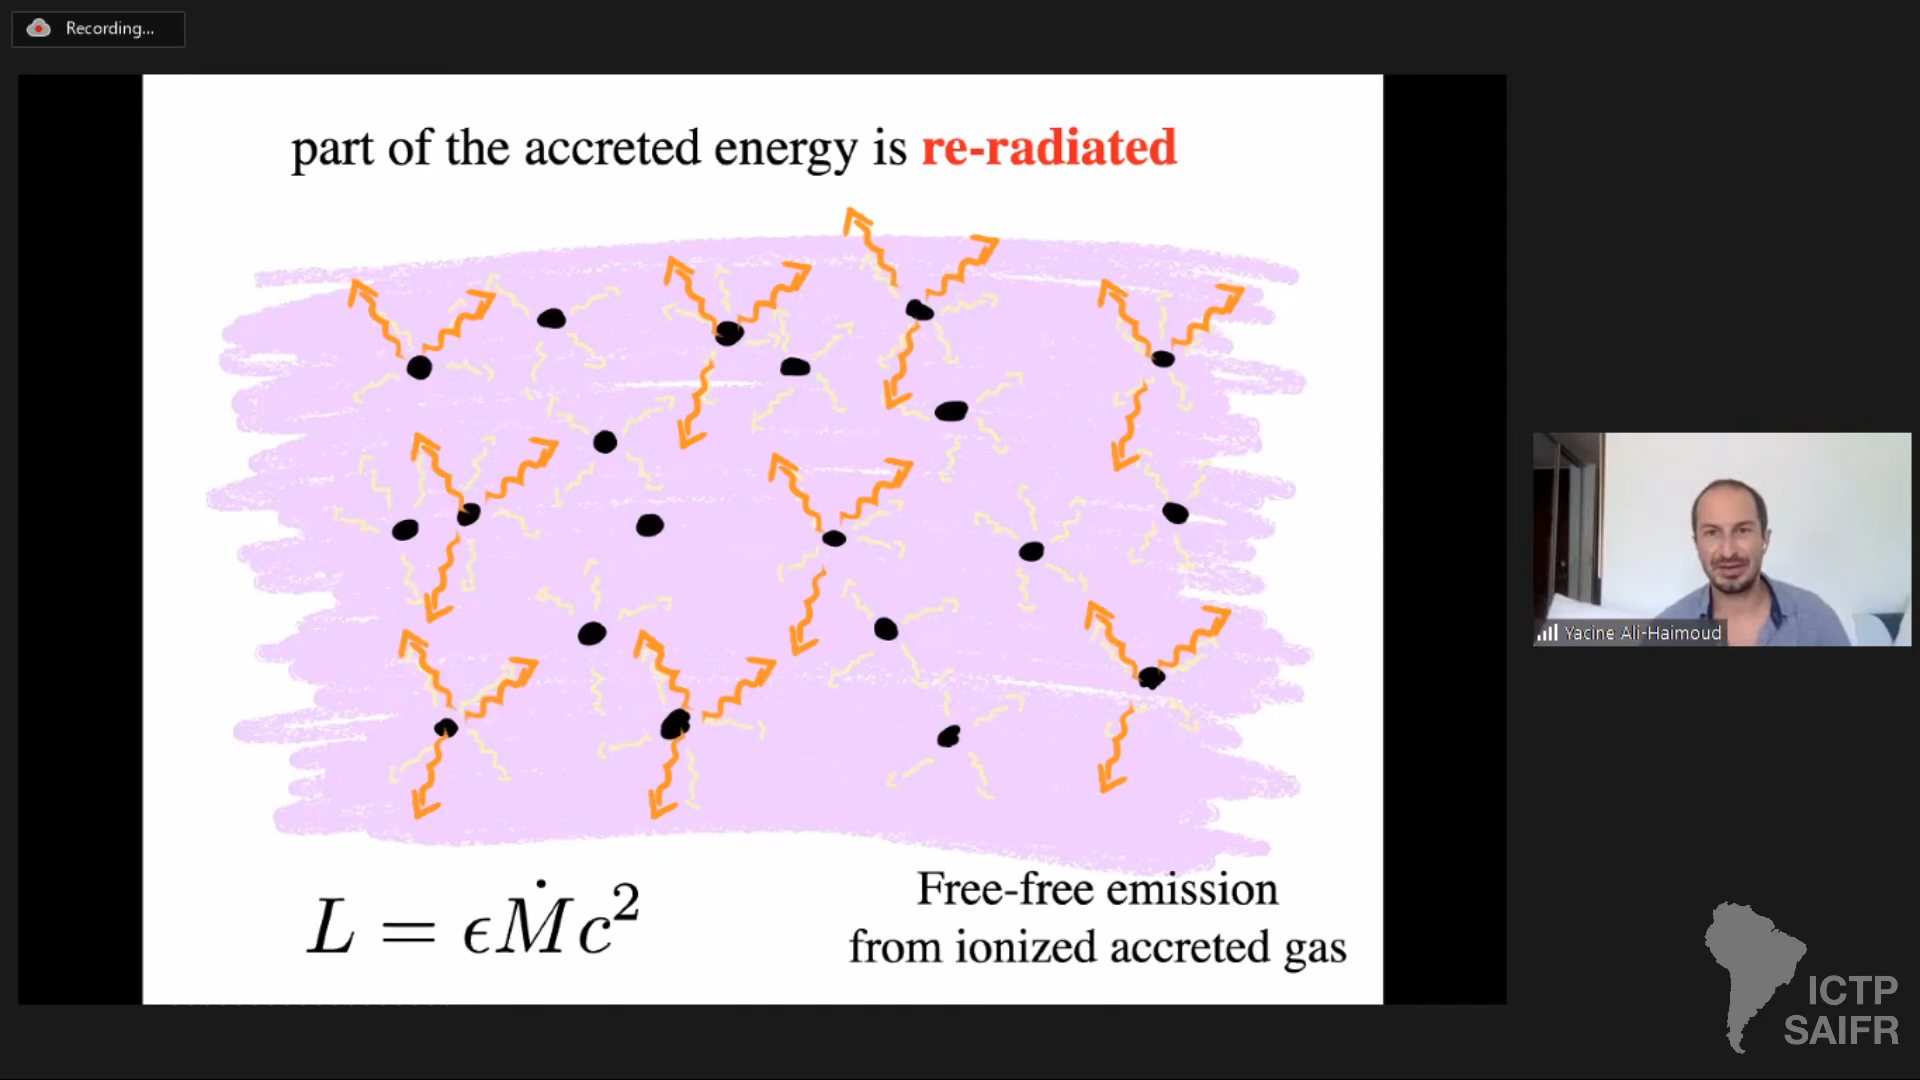 Recording...
part of the accreted energy is re-radiated
L = ϵṀc²
Free-free emission
from ionized accreted gas
Yacine Ali-Haimoud
ICTP
SAIFR